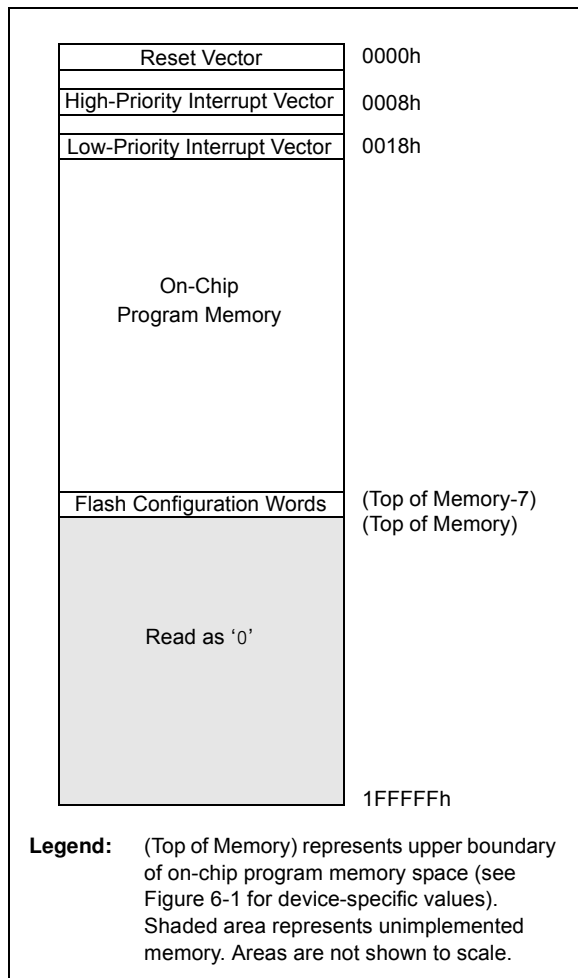 Reset Vector 0000h
High-Priority Interrupt Vector 0008h
Low-Priority Interrupt Vector 0018h
On-Chip
Program Memory
Flash Configuration Words (Top of Memory-7)
(Top of Memory)
Read as ‘0’
1FFFFFh
Legend: (Top of Memory) represents upper boundary
of on-chip program memory space (see
Figure 6-1 for device-specific values).
Shaded area represents unimplemented
memory. Areas are not shown to scale.